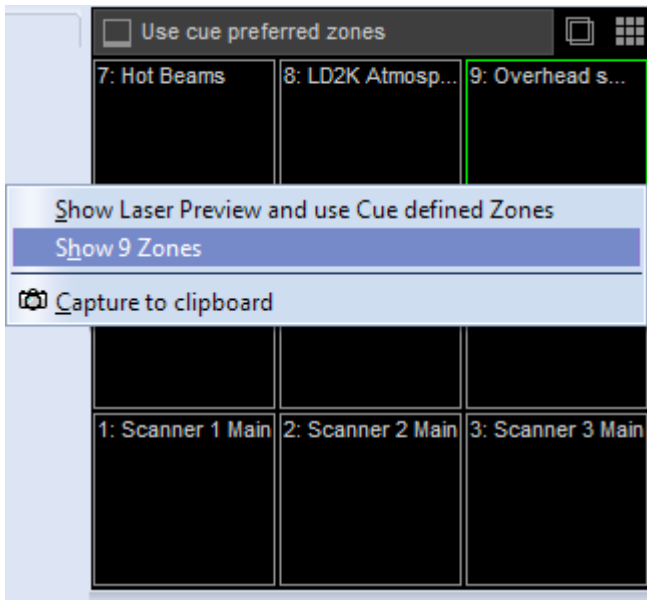 Use cue preferred zones
7: Hot Beams
8: LD2K Atmosp...
9: Overhead s...
Show Laser Preview and use Cue defined Zones
Show 9 Zones
Capture to clipboard
1: Scanner 1 Main
2: Scanner 2 Main
3: Scanner 3 Main